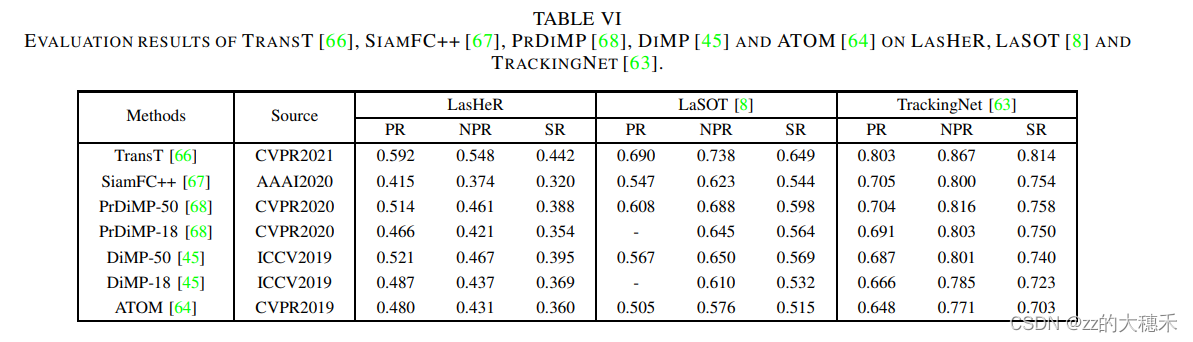 TABLE VI
EVALUATION RESULTS OF TRANST [66], SIAMFC++ [67], PRDIMP [68], DIMP [45] AND ATOM [64] ON LASHER, LASOT [8] AND
TRACKINGNET [63].
Methods Source LasHeR LaSOT [8] TrackingNet [63]
PR NPR SR PR NPR SR PR NPR SR
TransT [66] CVPR2021 0.592 0.548 0.442 0.690 0.738 0.649 0.803 0.867 0.814
SiamFC++ [67] AAAI2020 0.415 0.374 0.320 0.547 0.623 0.544 0.705 0.800 0.754
PrDiMP-50 [68] CVPR2020 0.514 0.461 0.388 0.608 0.688 0.598 0.704 0.816 0.758
PrDiMP-18 [68] CVPR2020 0.466 0.421 0.354 - 0.645 0.564 0.691 0.803 0.750
DiMP-50 [45] ICCV2019 0.521 0.467 0.395 0.567 0.650 0.569 0.687 0.801 0.740
DiMP-18 [45] ICCV2019 0.487 0.437 0.369 - 0.610 0.532 0.666 0.785 0.723
ATOM [64] CVPR2019 0.480 0.431 0.360 0.505 0.576 0.515 0.648 0.771 0.703
CSDN @zz的大穗禾